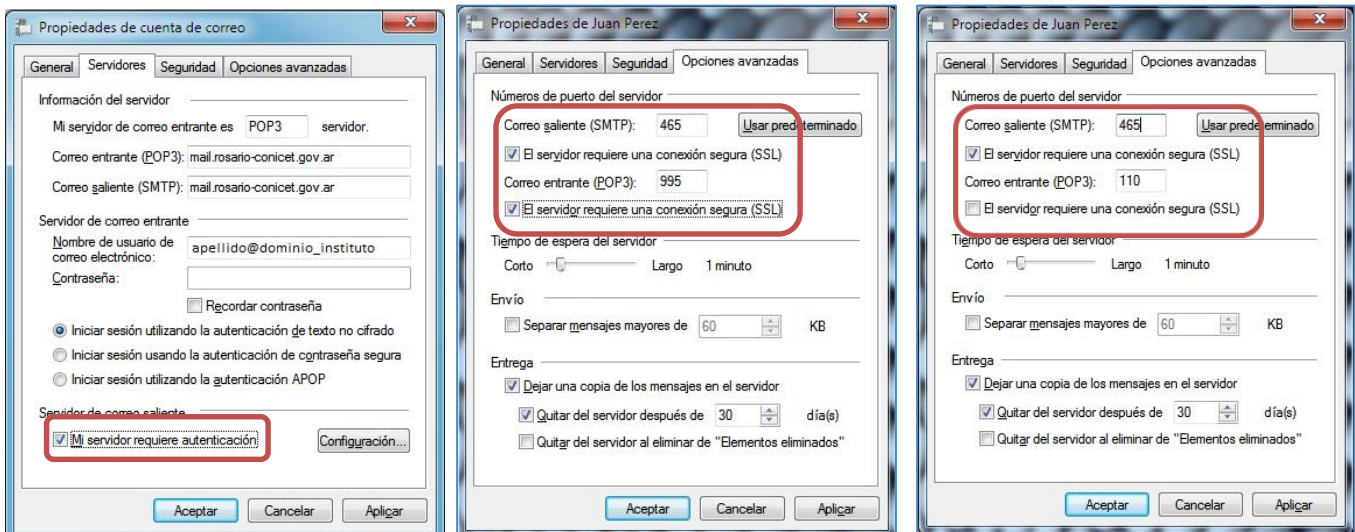 Propiedades de cuenta de correo
General Servidores Seguridad Opciones avanzadas
Información del servidor
Mi servidor de correo entrante es POP3 servidor.
Correo entrante (POP3): mail.rosario-conicet.gov.ar
Correo saliente (SMTP): mail.rosario-conicet.gov.ar
Servidor de correo entrante
Nombre de usuario de
correo electrónico:
apellido@dominio_instituto
Contraseña:
Recordar contraseña
Iniciar sesión utilizando la autenticación de texto no cifrado
Iniciar sesión usando la autenticación de contraseña segura
Iniciar sesión utilizando la autenticación APOP
Servidor de correo saliente
Mi servidor requiere autenticación Configuración...
Aceptar Cancelar Aplicar
Propiedades de Juan Perez
General Servidores Seguridad Opciones avanzadas
Números de puerto del servidor
Correo saliente (SMTP): 465 Usar predeterminado
El servidor requiere una conexión segura (SSL)
Correo entrante (POP3): 995
El servidor requiere una conexión segura (SSL)
Tiempo de espera del servidor
Corto Largo 1 minuto
Envío
Separar mensajes mayores de 60 KB
Entrega
Dejar una copia de los mensajes en el servidor
Quitar del servidor después de 30 día(s)
Quitar del servidor al eliminar de "Elementos eliminados"
Aceptar Cancelar Aplicar
Propiedades de Juan Perez
General Servidores Seguridad Opciones avanzadas
Números de puerto del servidor
Correo saliente (SMTP): 465 Usar predeterminado
El servidor requiere una conexión segura (SSL)
Correo entrante (POP3): 110
El servidor requiere una conexión segura (SSL)
Tiempo de espera del servidor
Corto Largo 1 minuto
Envío
Separar mensajes mayores de 60 KB
Entrega
Dejar una copia de los mensajes en el servidor
Quitar del servidor después de 30 día(s)
Quitar del servidor al eliminar de "Elementos eliminados"
Aceptar Cancelar Aplicar